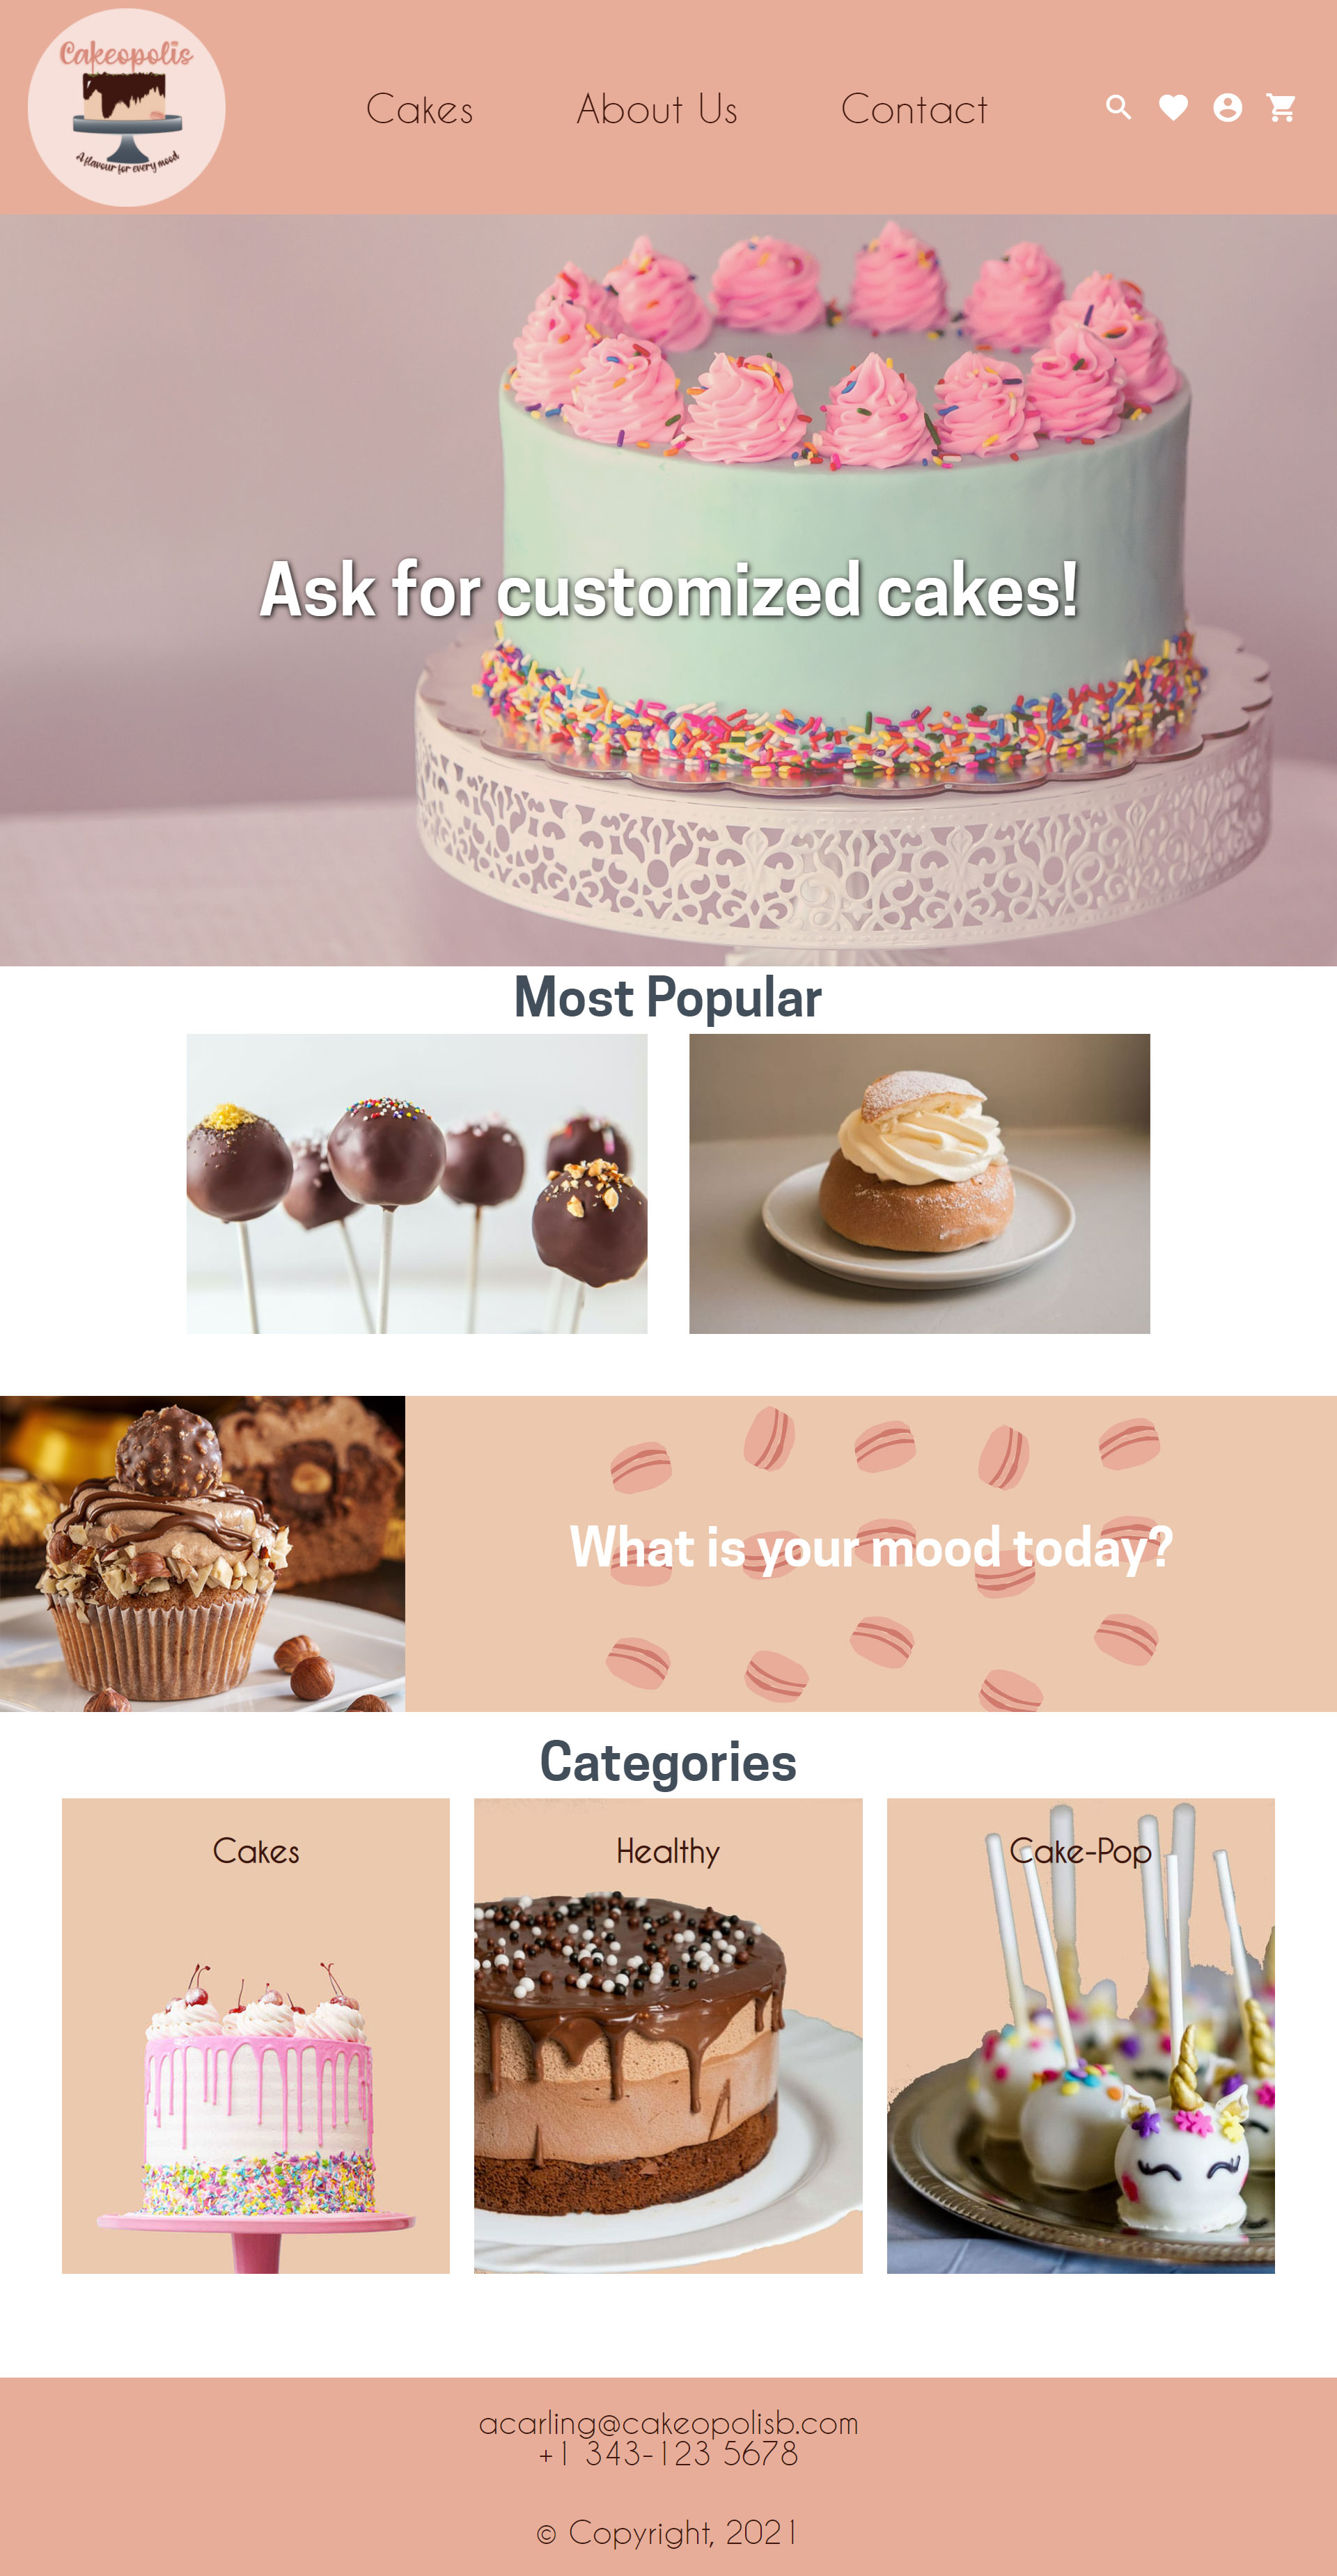 Cakeopolis
A flavour for every mood
Cakes
About Us
Contact
Ask for customized cakes!
Most Popular
What is your mood today?
Categories
Cakes
Healthy
Cake-Pop
acarling@cakeopolisb.com
+1 343-123 5678
© Copyright, 2021